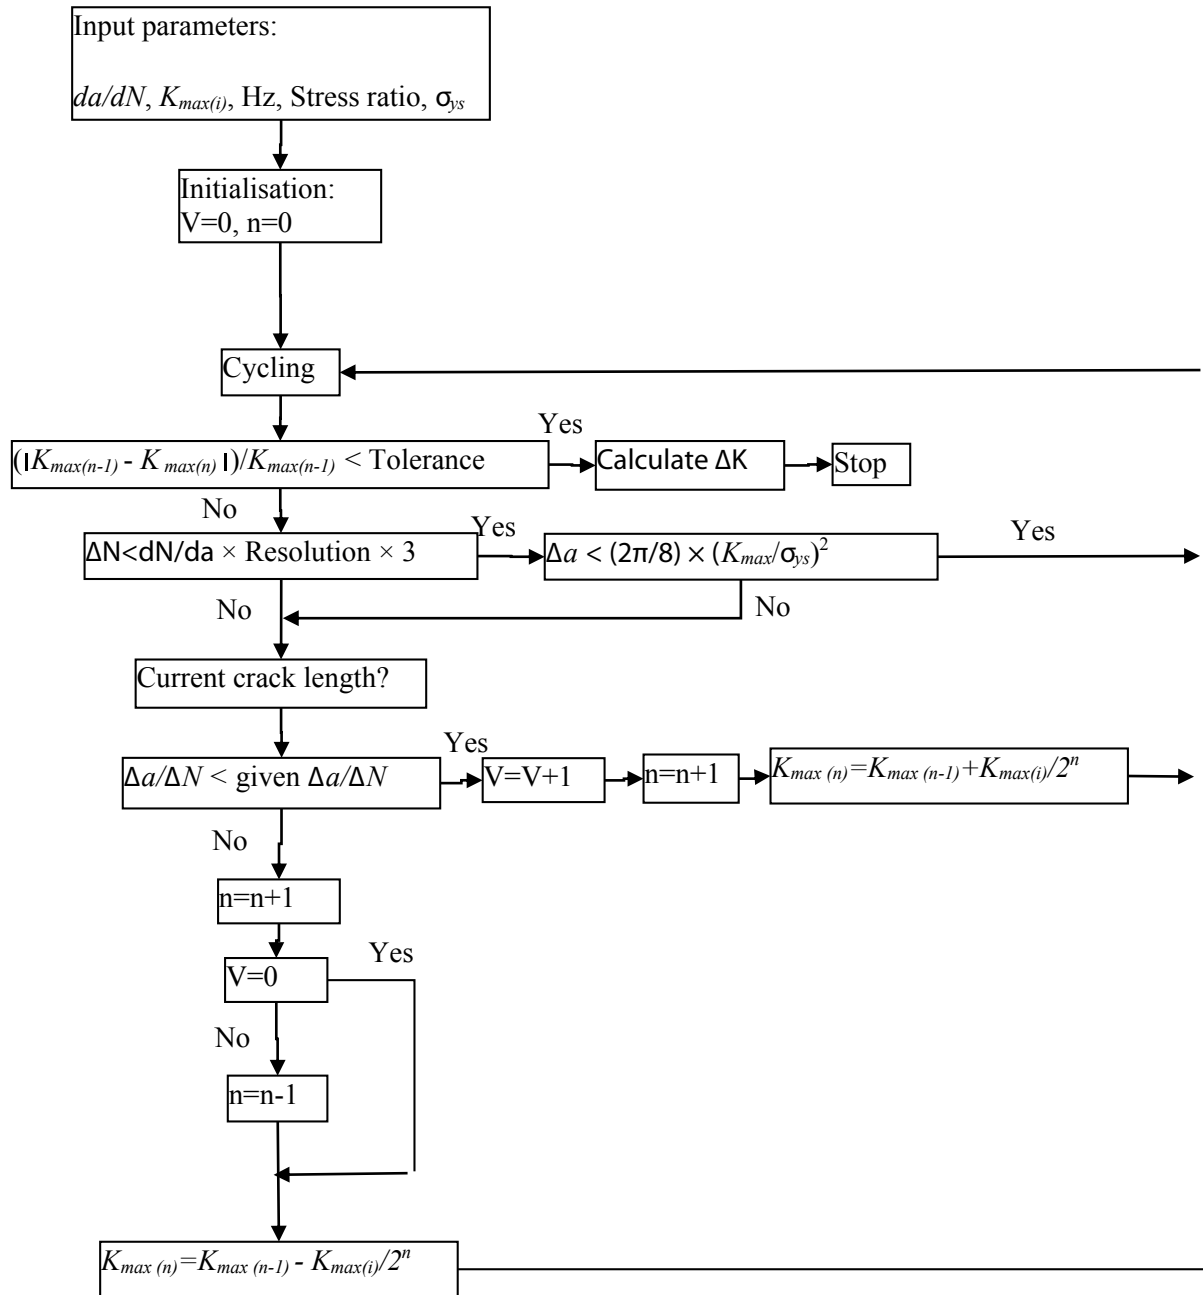 Input parameters:
da/dN, Kmax(i), Hz, Stress ratio, σys
Initialisation:
V=0, n=0
Cycling
Yes
(|Kmax(n-1) - K max(n) |)/Kmax(n-1) < Tolerance
Calculate ΔK
Stop
No
Yes
ΔN<dN/da × Resolution × 3
Δa < (2π/8) × (Kmax/σys)²
Yes
No
No
Current crack length?
Yes
Δa/ΔN < given Δa/ΔN
V=V+1
n=n+1
Kmax (n)=Kmax (n-1)+Kmax(i)/2ⁿ
No
n=n+1
Yes
V=0
No
n=n-1
Kmax (n)=Kmax (n-1) - Kmax(i)/2ⁿ